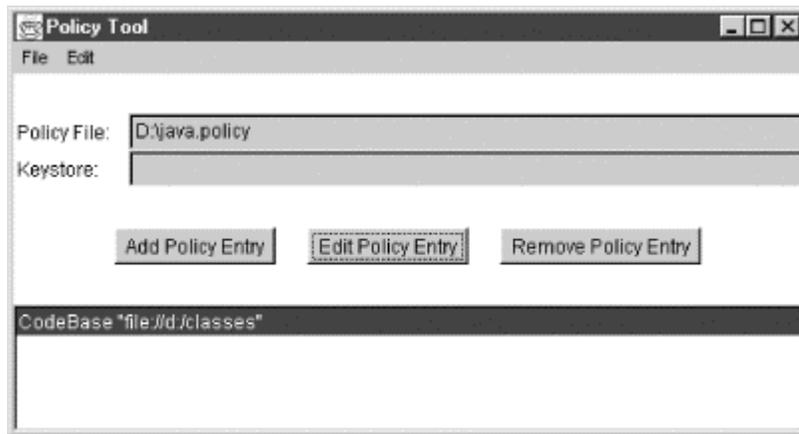 Policy Tool
File Edit
Policy File: D:\java.policy
Keystore:
Add Policy Entry Edit Policy Entry Remove Policy Entry
CodeBase "file://d:/classes"